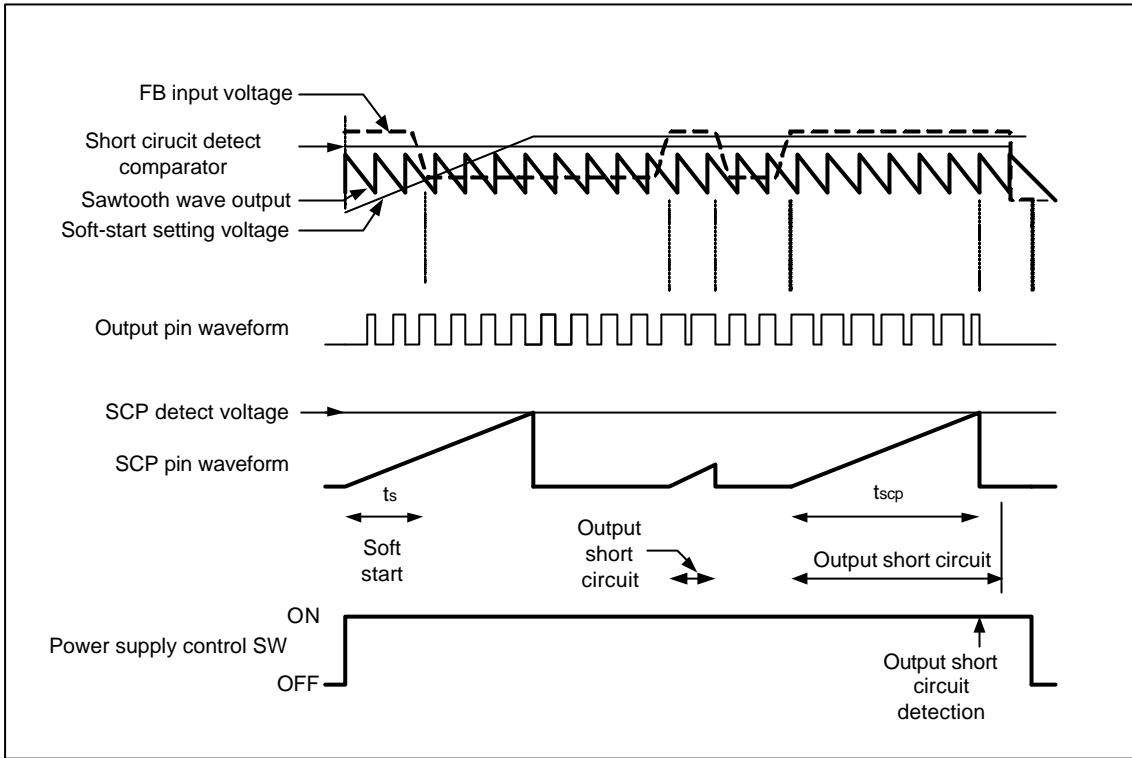 FB input voltage
Short cirucit detect
comparator
Sawtooth wave output
Soft-start setting voltage
Output pin waveform
SCP detect voltage
SCP pin waveform
ts
tscp
Soft
start
Output
short
circuit
Output short circuit
ON
Power supply control SW
OFF
Output short
circuit
detection